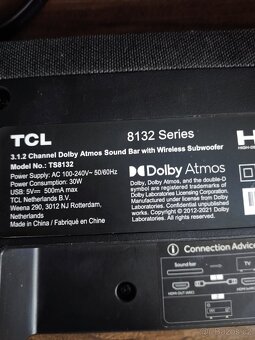 TCL
8132 Series
3.1.2 Channel Dolby Atmos Sound Bar with Wireless Subwoofer
Model No.: TS8132
Power Supply: AC 100-240V~ 50/60Hz
Power Consumption: 30W
USB: 5V⎓ 500mA max
TCL Netherlands B.V.
Weena 290, 3012 NJ Rotterdam,
Netherlands
Made in China / Fabriqué en Chine
Dolby Atmos
Dolby, Dolby Atmos, and the double-D
symbol are registered trademarks of
Dolby Laboratories Licensing Corporation.
Manufactured under license from Dolby
Laboratories. Confidential unpublished
works. Copyright © 2012-2021 Dolby
Laboratories. All rights reserved.
Connection Advice
Sound bar
TV